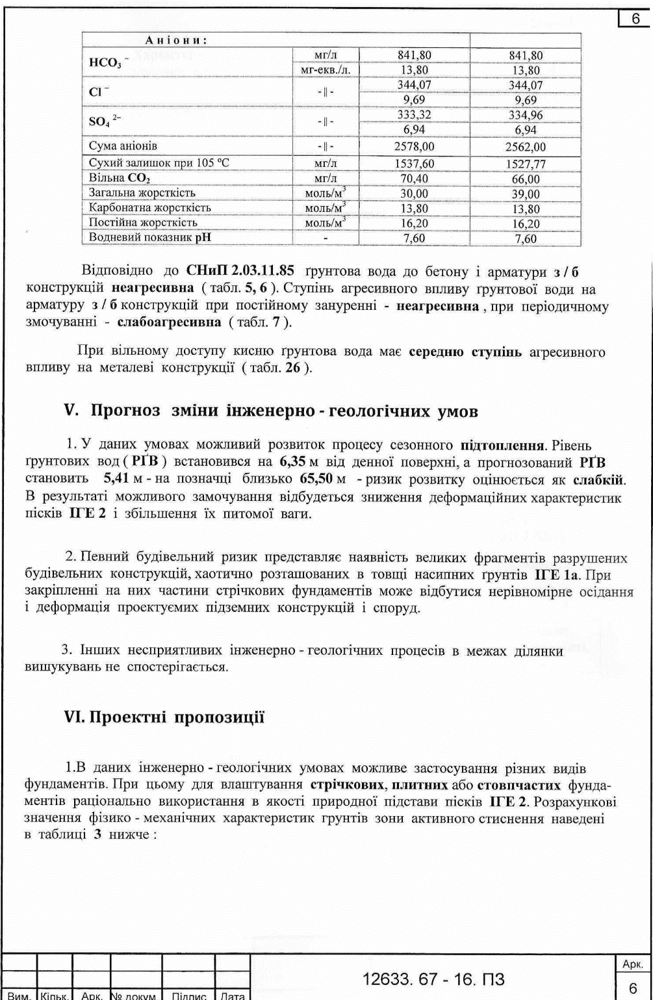 6
Аніони:
HCO₃⁻ мг/л 841,80 841,80
мг-екв./л. 13,80 13,80
Cl⁻ -||- 344,07 344,07
9,69 9,69
SO₄²⁻ -||- 333,32 334,96
6,94 6,94
Сума аніонів -||- 2578,00 2562,00
Сухий залишок при 105 °C мг/л 1537,60 1527,77
Вільна CO₂ мг/л 70,40 66,00
Загальна жорсткість моль/м³ 30,00 39,00
Карбонатна жорсткість моль/м³ 13,80 13,80
Постійна жорсткість моль/м³ 16,20 16,20
Водневий показник pH - 7,60 7,60
Відповідно до СНиП 2.03.11.85 ґрунтова вода до бетону і арматури з / б
конструкцій неагресивна ( табл. 5, 6 ). Ступінь агресивного впливу ґрунтової води на
арматуру з / б конструкцій при постійному зануренні - неагресивна , при періодичному
змочуванні - слабоагресивна ( табл. 7 ).
При вільному доступу кисню ґрунтова вода має середню ступінь агресивного
впливу на металеві конструкції ( табл. 26 ).
V. Прогноз зміни інженерно - геологічних умов
1. У даних умовах можливий розвиток процесу сезонного підтоплення. Рівень
ґрунтових вод ( РҐВ ) встановився на 6,35 м від денної поверхні, а прогнозований РҐВ
становить 5,41 м - на позначці близько 65,50 м - ризик розвитку оцінюється як слабкій.
В результаті можливого замочування відбудеться зниження деформаційних характеристик
пісків ІГЕ 2 і збільшення їх питомої ваги.
2. Певний будівельний ризик представляє наявність великих фрагментів разрушених
будівельних конструкцій, хаотично розташованих в товщі насипних ґрунтів ІГЕ 1а. При
закріпленні на них частини стрічкових фундаментів може відбутися нерівномірне осідання
і деформація проектуємих підземних конструкцій і споруд.
3. Інших несприятливих інженерно - геологічних процесів в межах ділянки
вишукувань не спостерігається.
VI. Проектні пропозиції
1.В даних інженерно - геологічних умовах можливе застосування різних видів
фундаментів. При цьому для влаштування стрічкових, плитних або стовпчастих фунда-
ментів раціонально використання в якості природної підстави пісків ІГЕ 2. Розрахункові
значення фізико - механічних характеристик грунтів зони активного стиснення наведені
в таблиці 3 нижче :
12633. 67 - 16. ПЗ
Арк.
6
Вим. Кільк. Арк. № докум Підпис Дата